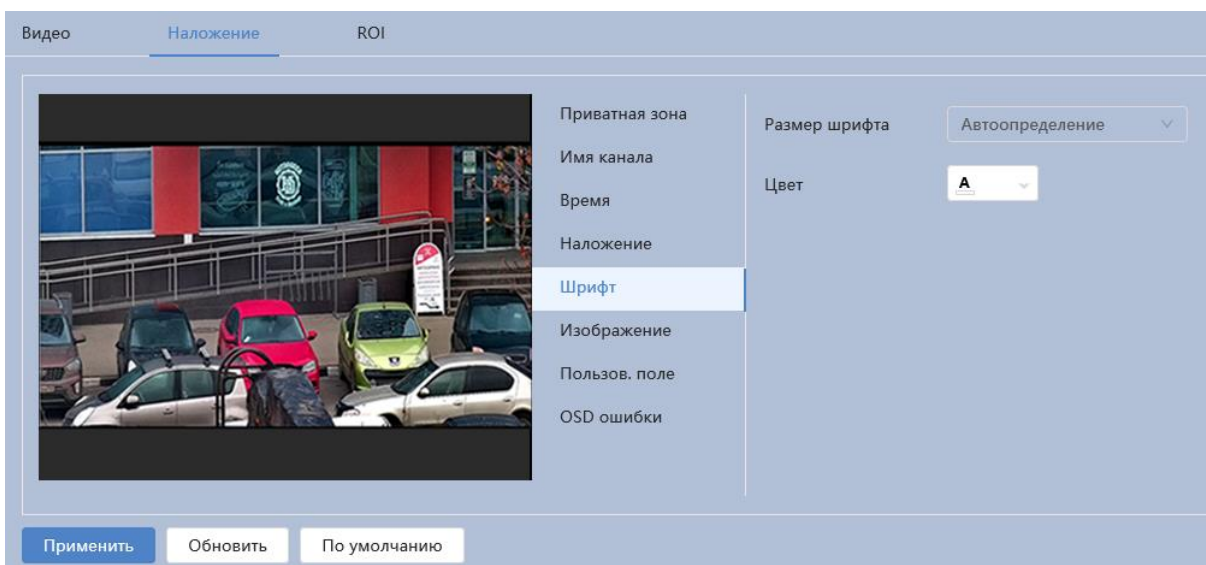 Видео Наложение ROI
Приватная зона
Имя канала
Время
Наложение
Шрифт
Изображение
Пользов. поле
OSD ошибки
Размер шрифта Автоопределение
Цвет A
Применить Обновить По умолчанию